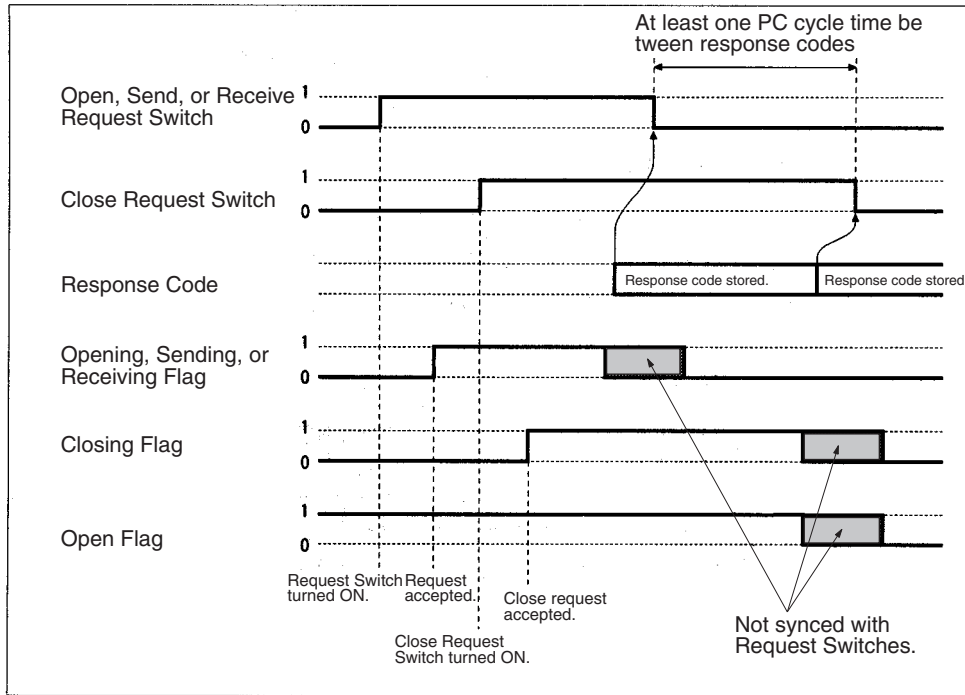 At least one PC cycle time be
tween response codes
Open, Send, or Receive
Request Switch
1
0
Close Request Switch
1
0
Response Code
Response code stored.
Response code stored
Opening, Sending, or
Receiving Flag
1
0
Closing Flag
1
0
Open Flag
1
0
Request Switch
turned ON.
Request
accepted.
Close request
accepted.
Close Request
Switch turned ON.
Not synced with
Request Switches.